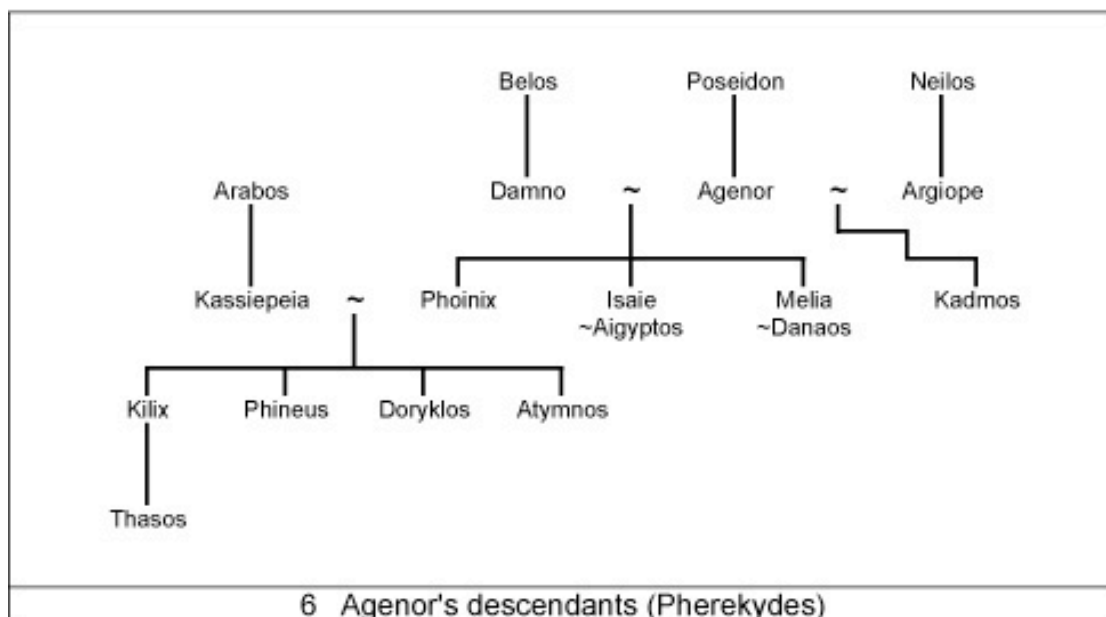 Belos Poseidon Neilos
Arabos Damno ~ Agenor ~ Argiope
Kassiepeia ~ Phoinix Isaie Melia Kadmos
~Aigyptos ~Danaos
Kilix Phineus Doryklos Atymnos
Thasos
6 Agenor's descendants (Pherekydes)